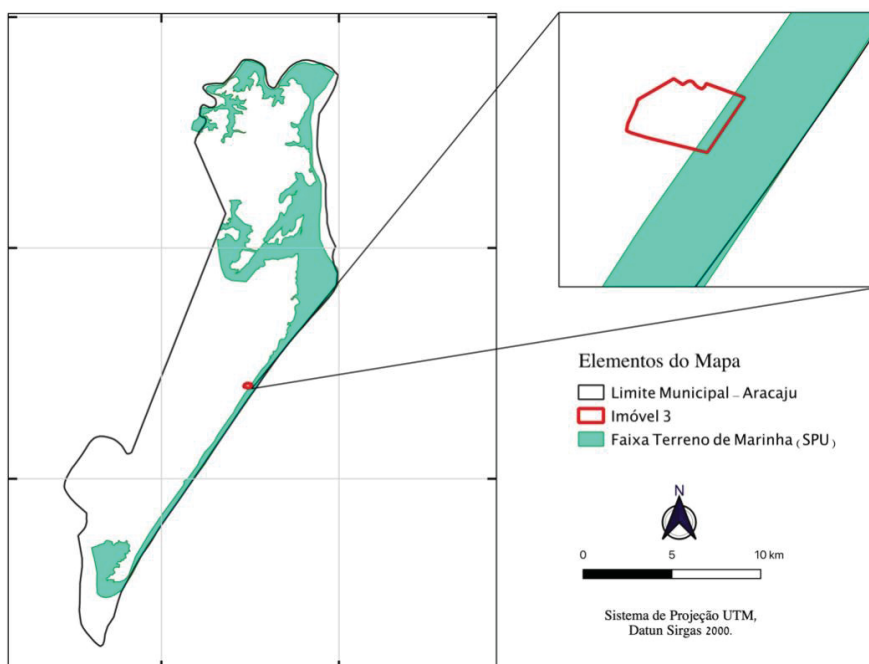 Elementos do Mapa
Limite Municipal – Aracaju
Imóvel 3
Faixa Terreno de Marinha (SPU)
N
0 5 10 km
Sistema de Projeção UTM,
Datun Sirgas 2000.